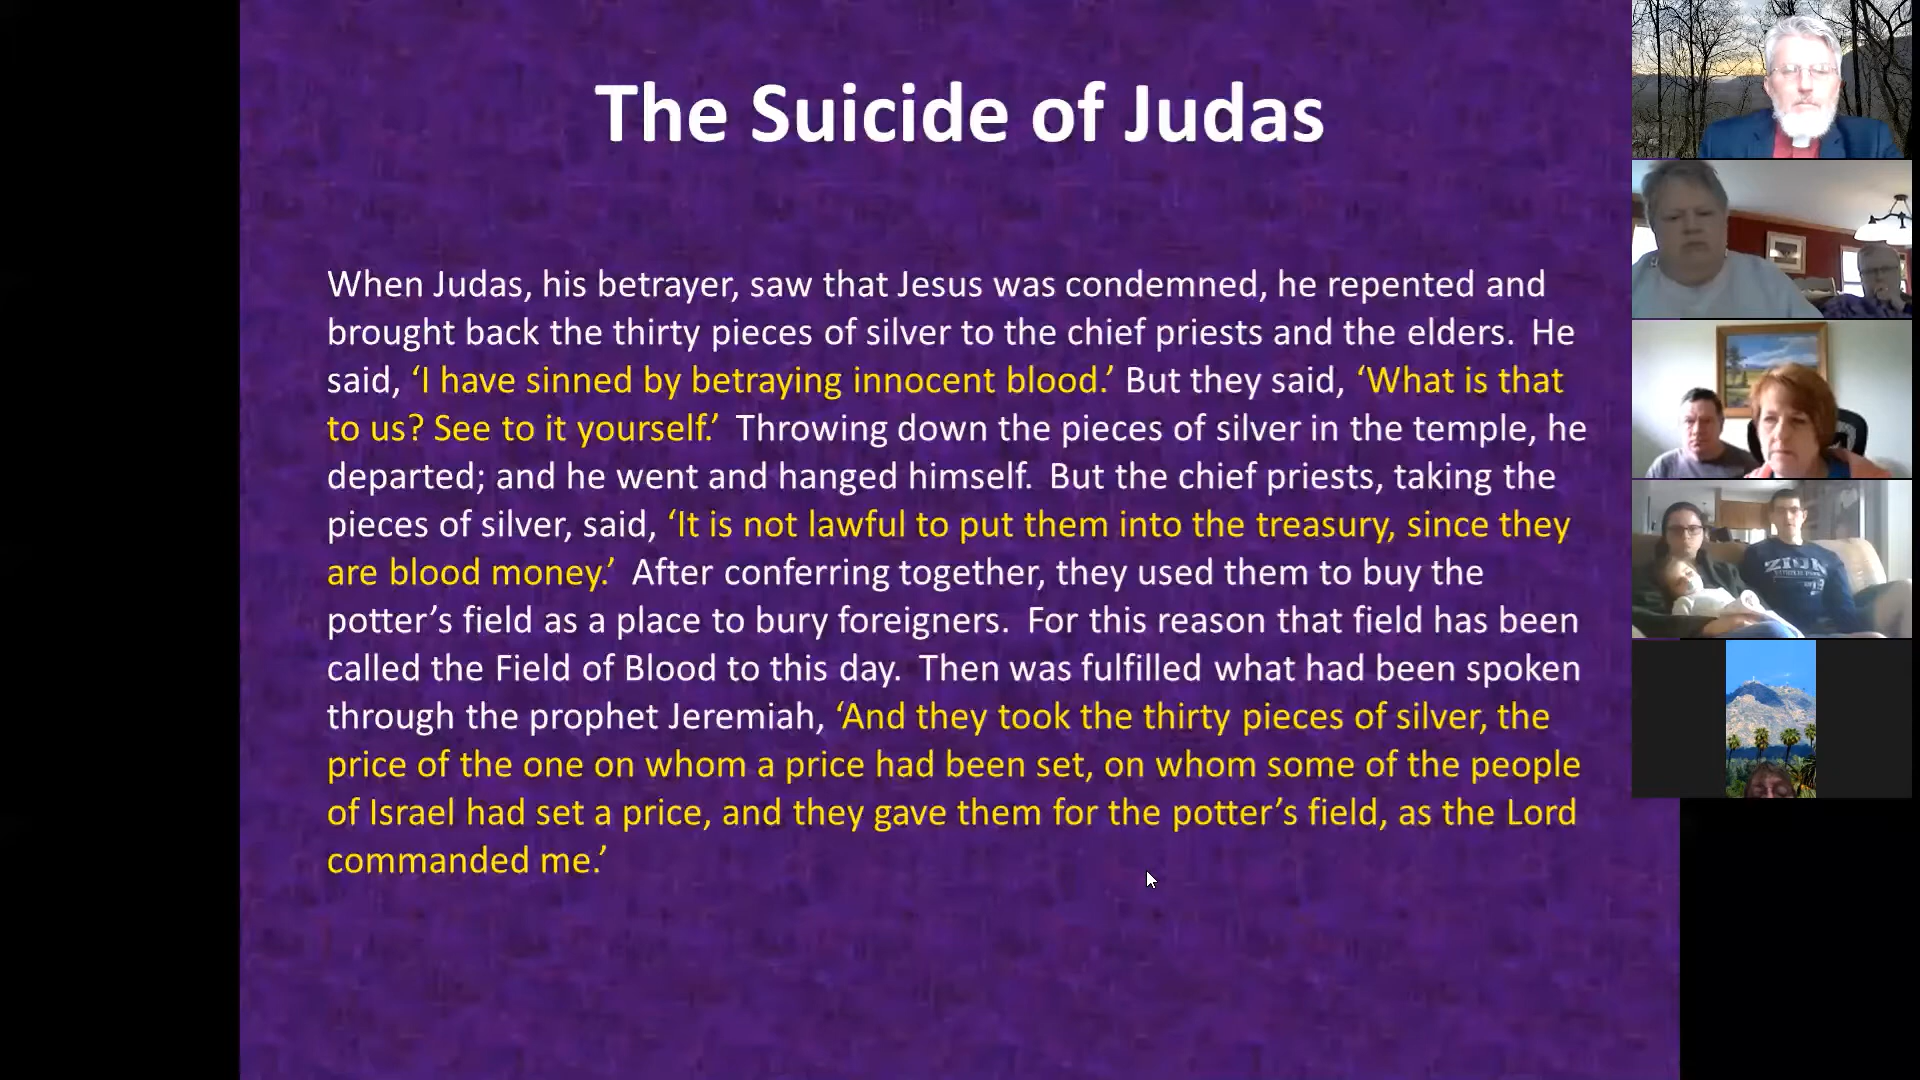 The Suicide of Judas
When Judas, his betrayer, saw that Jesus was condemned, he repented and
brought back the thirty pieces of silver to the chief priests and the elders. He
said, ‘I have sinned by betraying innocent blood.’ But they said, ‘What is that
to us? See to it yourself.’ Throwing down the pieces of silver in the temple, he
departed; and he went and hanged himself. But the chief priests, taking the
pieces of silver, said, ‘It is not lawful to put them into the treasury, since they
are blood money.’ After conferring together, they used them to buy the
potter’s field as a place to bury foreigners. For this reason that field has been
called the Field of Blood to this day. Then was fulfilled what had been spoken
through the prophet Jeremiah, ‘And they took the thirty pieces of silver, the
price of the one on whom a price had been set, on whom some of the people
of Israel had set a price, and they gave them for the potter’s field, as the Lord
commanded me.’
ZION